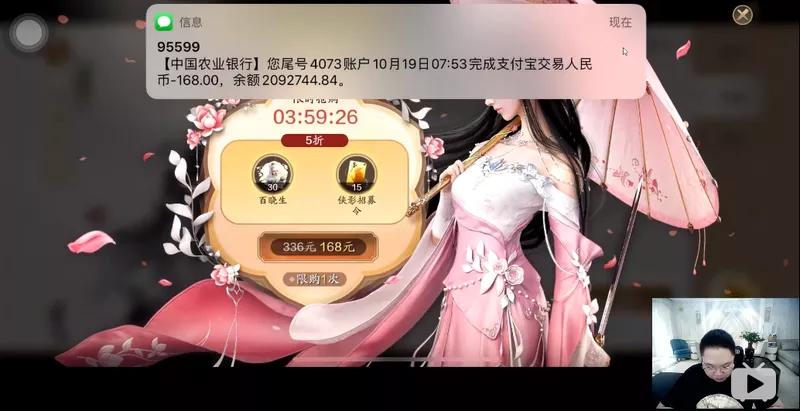 信息
现在
95599
【中国农业银行】您尾号4073账户10月19日07:53完成支付宝交易人民
币-168.00，余额2092744.84。
限时抢购
03:59:26
5折
30
15
百晓生
侠影招募
令
336元 168元
限购1次